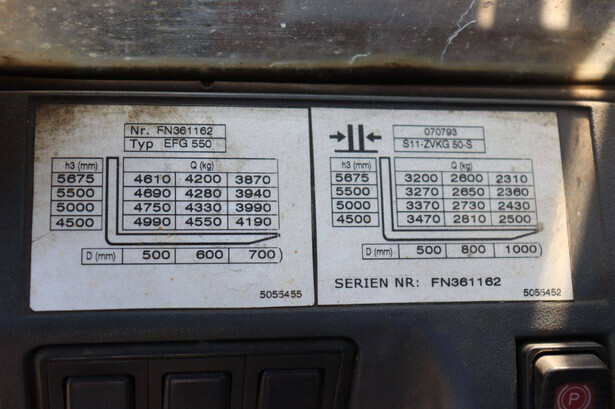 Nr. FN361162
Typ EFG 550
h3 (mm) Q (kg)
5675 4610 4200 3870
5500 4690 4280 3940
5000 4750 4330 3990
4500 4990 4550 4190
D (mm) 500 600 700
5055455
070793
S11-ZVKG 50-S
h3 (mm) Q (kg)
5675 3200 2600 2310
5500 3270 2650 2360
5000 3370 2730 2430
4500 3470 2810 2500
D (mm) 500 800 1000
SERIEN NR: FN361162
5055452
P